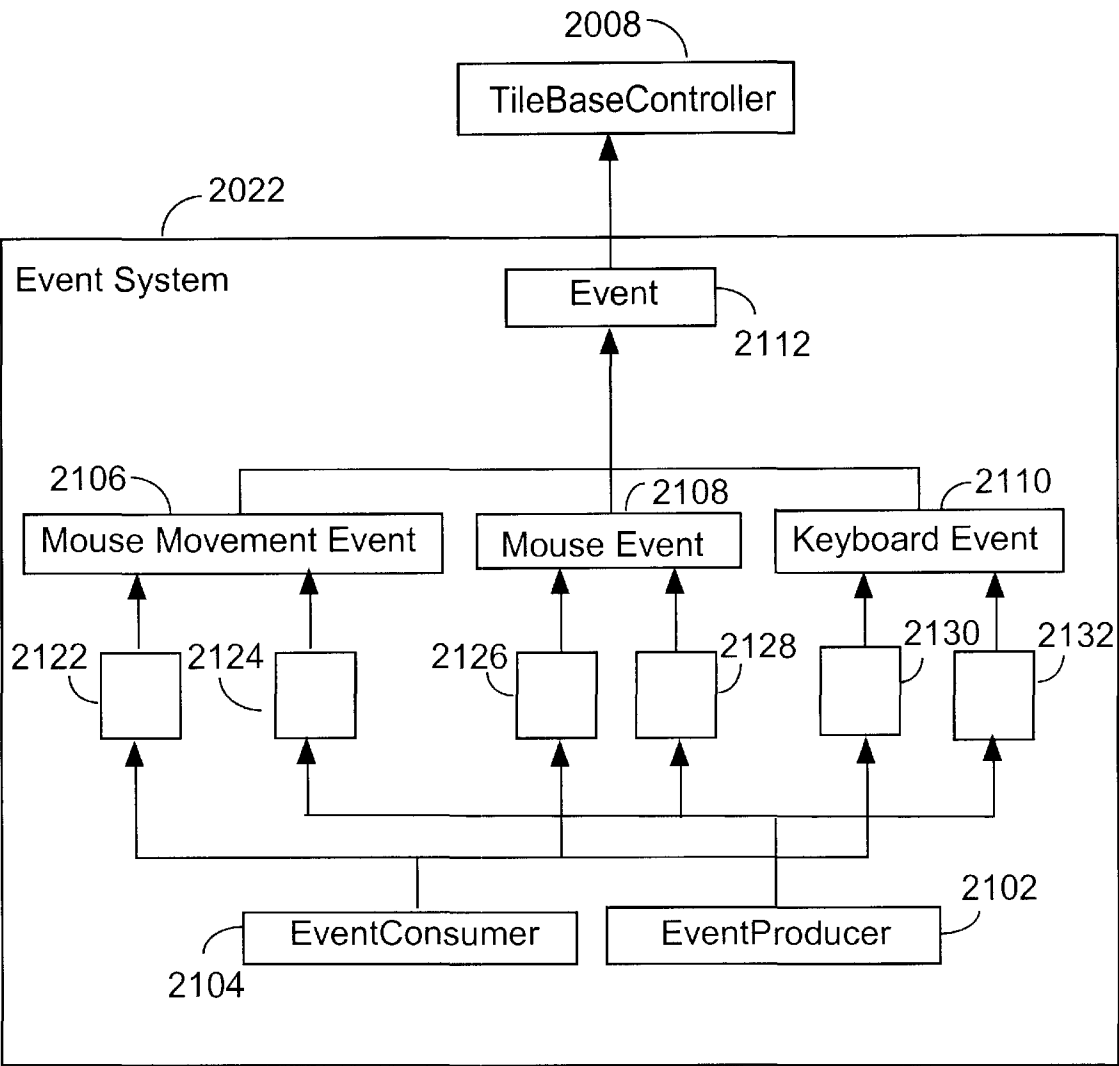 2008
TileBaseController
2022
Event System
Event
2112
2106
2108
2110
Mouse Movement Event
Mouse Event
Keyboard Event
2122
2124
2126
2128
2130
2132
2102
EventConsumer
EventProducer
2104